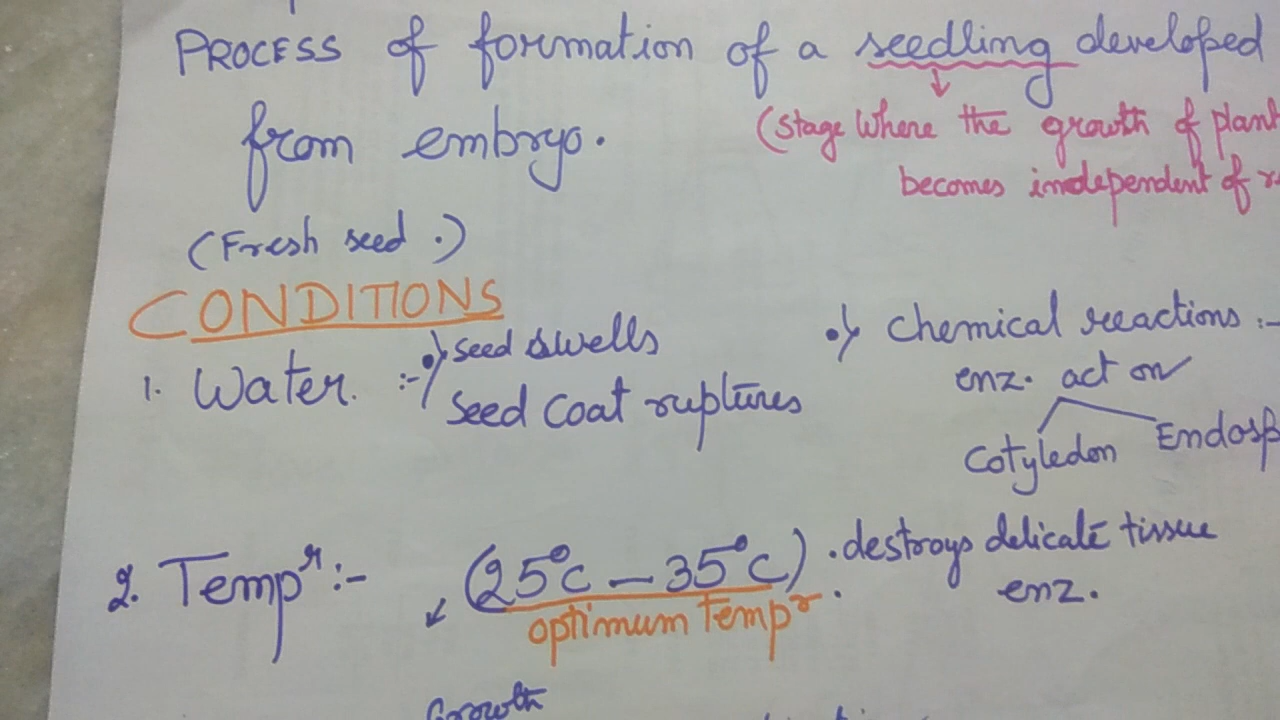 PROCESS of formation of a seedling developed
from embryo.
(Stage where the growth of plant
becomes independent of
(Fresh seed.)
CONDITIONS
1. Water. :- •) seed swells
seed coat ruptures
•) Chemical reactions :-
enz. act on
Cotyledon Endosp
2. Tempr :- (25°C – 35°C)
optimum Tempr.
. destroys delicate tissue
enz.
Growth